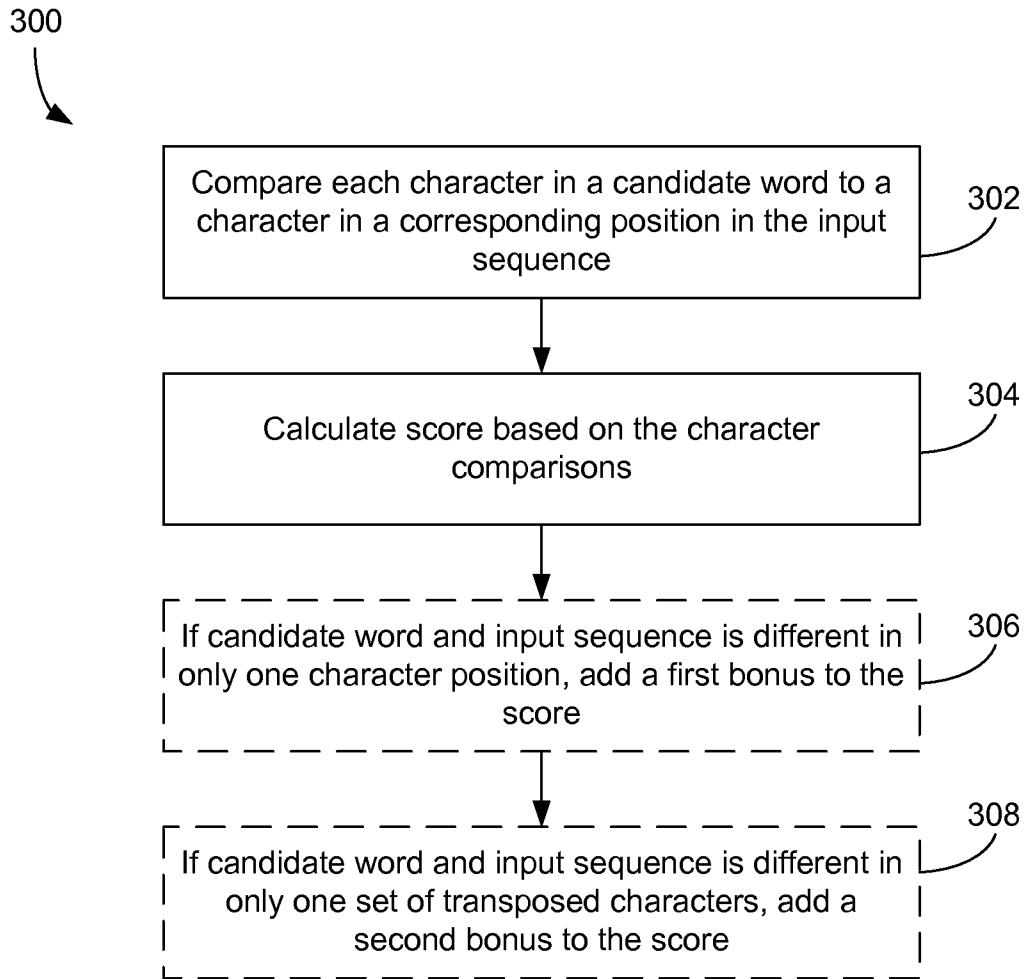 300
Compare each character in a candidate word to a
character in a corresponding position in the input
sequence
302
Calculate score based on the character
comparisons
304
If candidate word and input sequence is different in
only one character position, add a first bonus to the
score
306
If candidate word and input sequence is different in
only one set of transposed characters, add a
second bonus to the score
308